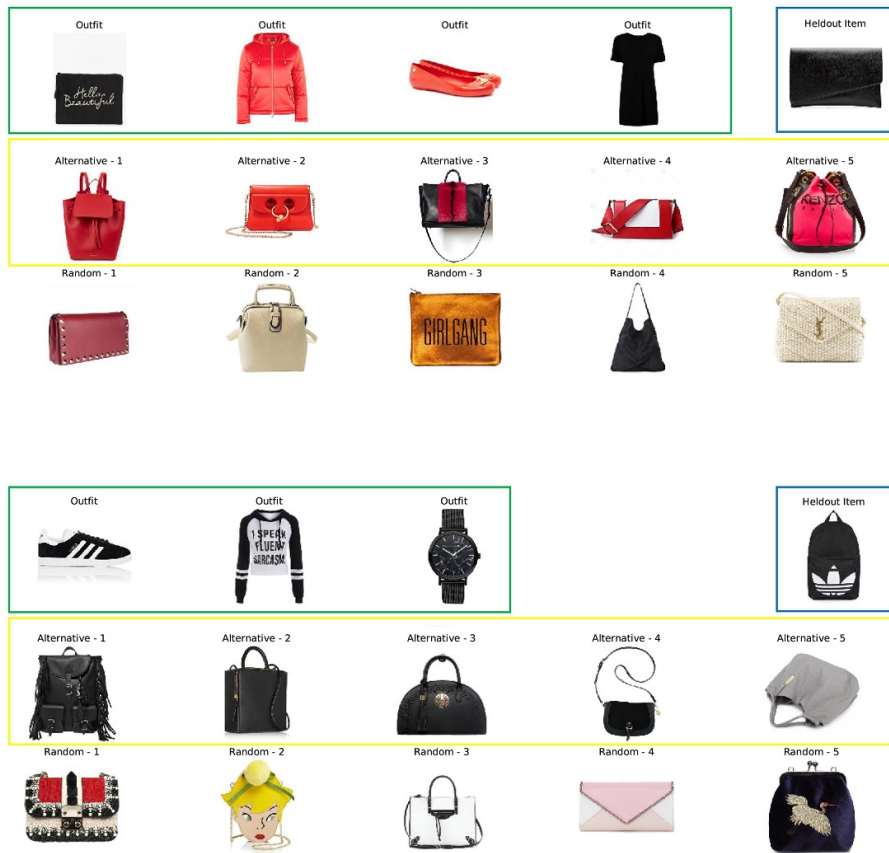 Outfit
Outfit
Outfit
Outfit
Heldout Item
Hello
Beautiful
Alternative - 1
Alternative - 2
Alternative - 3
Alternative - 4
Alternative - 5
KENZO
Random - 1
Random - 2
Random - 3
Random - 4
Random - 5
GIRLGANG
Outfit
Outfit
Outfit
Heldout Item
I SPEAK
FLUENT
SARCASM
Alternative - 1
Alternative - 2
Alternative - 3
Alternative - 4
Alternative - 5
Random - 1
Random - 2
Random - 3
Random - 4
Random - 5